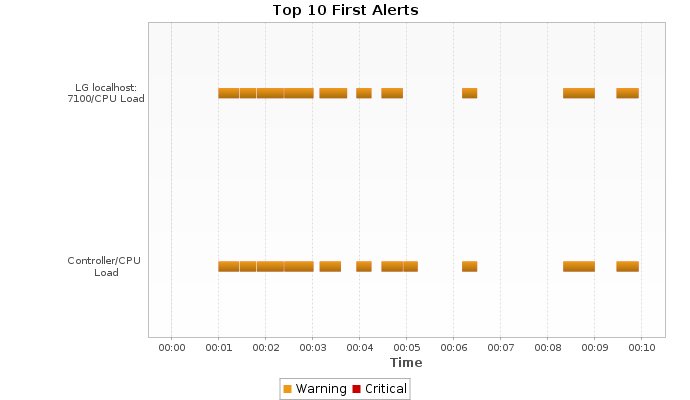 Top 10 First Alerts
LG localhost:
7100/CPU Load
Controller/CPU
Load
00:00 00:01 00:02 00:03 00:04 00:05 00:06 00:07 00:08 00:09 00:10
Time
Warning Critical